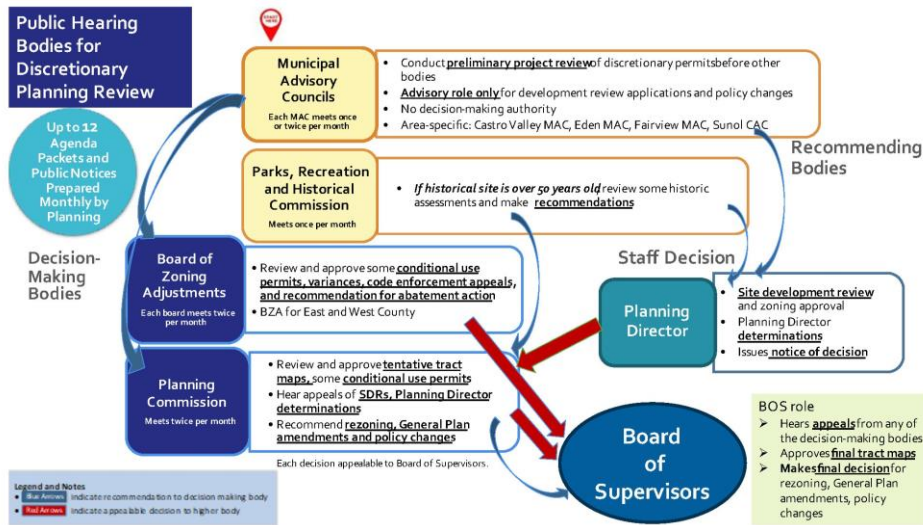 Public Hearing
Bodies for
Discretionary
Planning Review
START
HERE
Up to 12
Agenda
Packets and
Public Notices
Prepared
Monthly by
Planning
Municipal
Advisory
Councils
Each MAC meets once
or twice per month
• Conduct preliminary project review of discretionary permitsbefore other
bodies
• Advisory role only for development review applications and policy changes
• No decision-making authority
• Area-specific: Castro Valley MAC, Eden MAC, Fairview MAC, Sunol CAC
Recommending
Bodies
Parks, Recreation
and Historical
Commission
Meets once per month
• If historical site is over 50 years old, review some historic
assessments and make recommendations
Decision-
Making
Bodies
Board of
Zoning
Adjustments
Each board meets twice
per month
• Review and approve some conditional use
permits, variances, code enforcement appeals,
and recommendation for abatement action
• BZA for East and West County
Staff Decision
Planning
Director
• Site development review
and zoning approval
• Planning Director
determinations
• Issues notice of decision
Planning
Commission
Meets twice per month
• Review and approve tentative tract
maps, some conditional use permits
• Hear appeals of SDRs, Planning Director
determinations
• Recommend rezoning, General Plan
amendments and policy changes
Each decision appealable to Board of Supervisors.
Board
of
Supervisors
BOS role
➢ Hears appeals from any of
the decision-making bodies
➢ Approves final tract maps
➢ Makes final decision for
rezoning, General Plan
amendments, policy
changes
Legend and Notes
• Blue Arrows indicate recommendation to decision making body
• Red Arrows indicate appealable decision to higher body